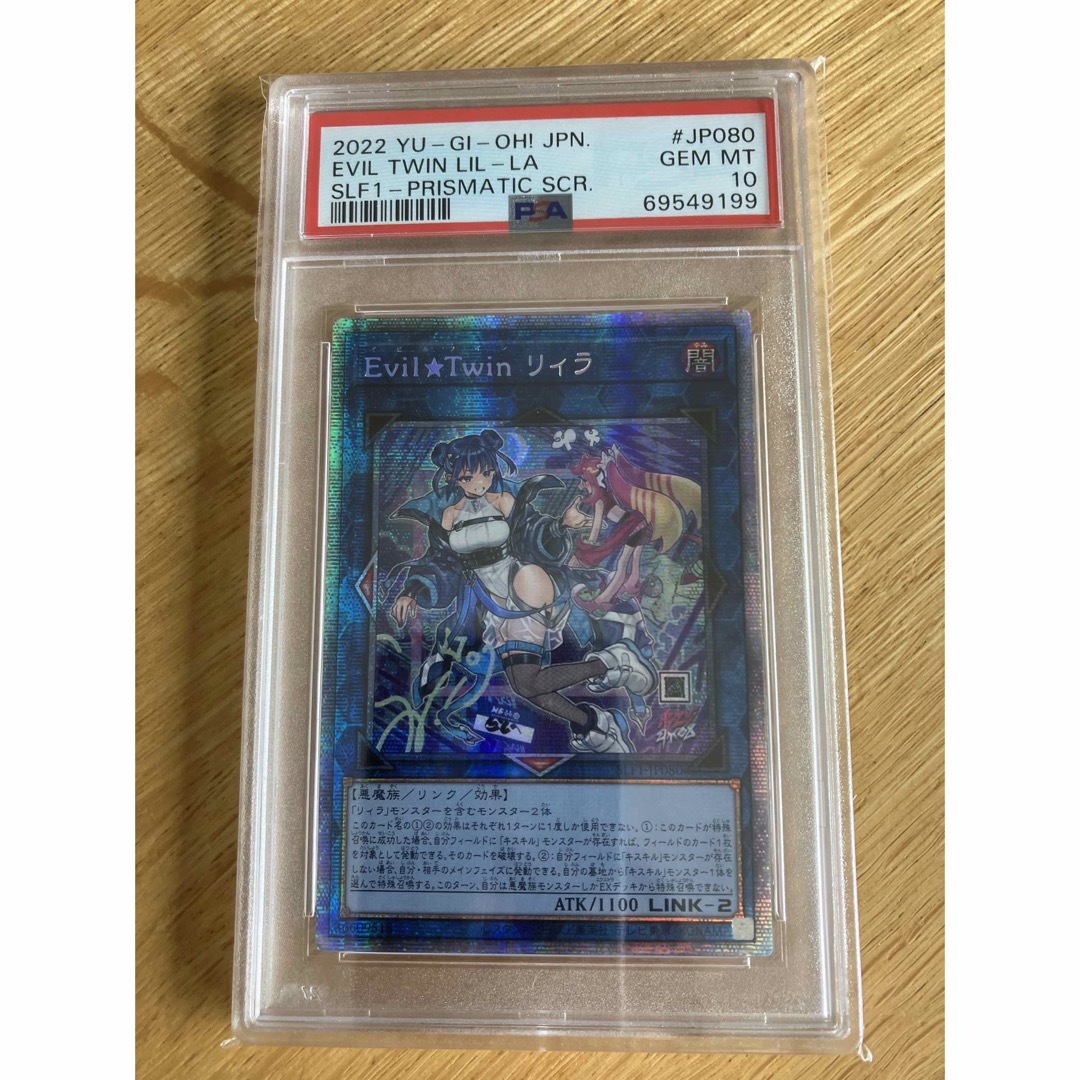 2022 YU-GI-OH! JPN. #JP080
EVIL TWIN LIL-LA GEM MT
SLF1-PRISMATIC SCR. 10
PSA 69549199
Evil★Twin リィラ
闇
【悪魔族／リンク／効果】
「リィラ」モンスターを含むモンスター２体
このカード名の①②の効果はそれぞれ１ターンに１度しか使用できない。①：このカードが特殊
召喚に成功した場合、自分フィールドに「キスキル」モンスターが存在すれば、フィールドのカード１枚
を対象として発動できる。そのカードを破壊する。②：自分フィールドに「キスキル」モンスターが存在
しない場合、自分・相手のメインフェイズに発動できる。自分の墓地から「キスキル」モンスター１体を
選んで特殊召喚する。このターン、自分は悪魔族モンスターしかEXデッキから特殊召喚できない。
ATK/1100 LINK-2